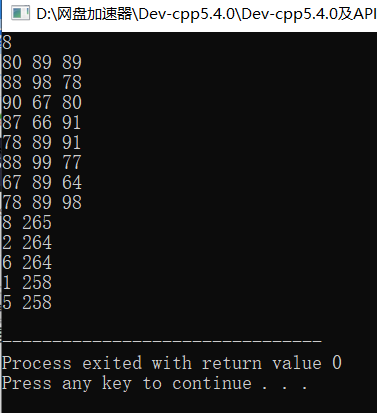 D:\网盘加速器\Dev-cpp5.4.0\Dev-cpp5.4.0及API
8
80 89 89
88 98 78
90 67 80
87 66 91
78 89 91
88 99 77
67 89 64
78 89 98
8 265
2 264
6 264
1 258
5 258
--------------------------------
Process exited with return value 0
Press any key to continue . . .